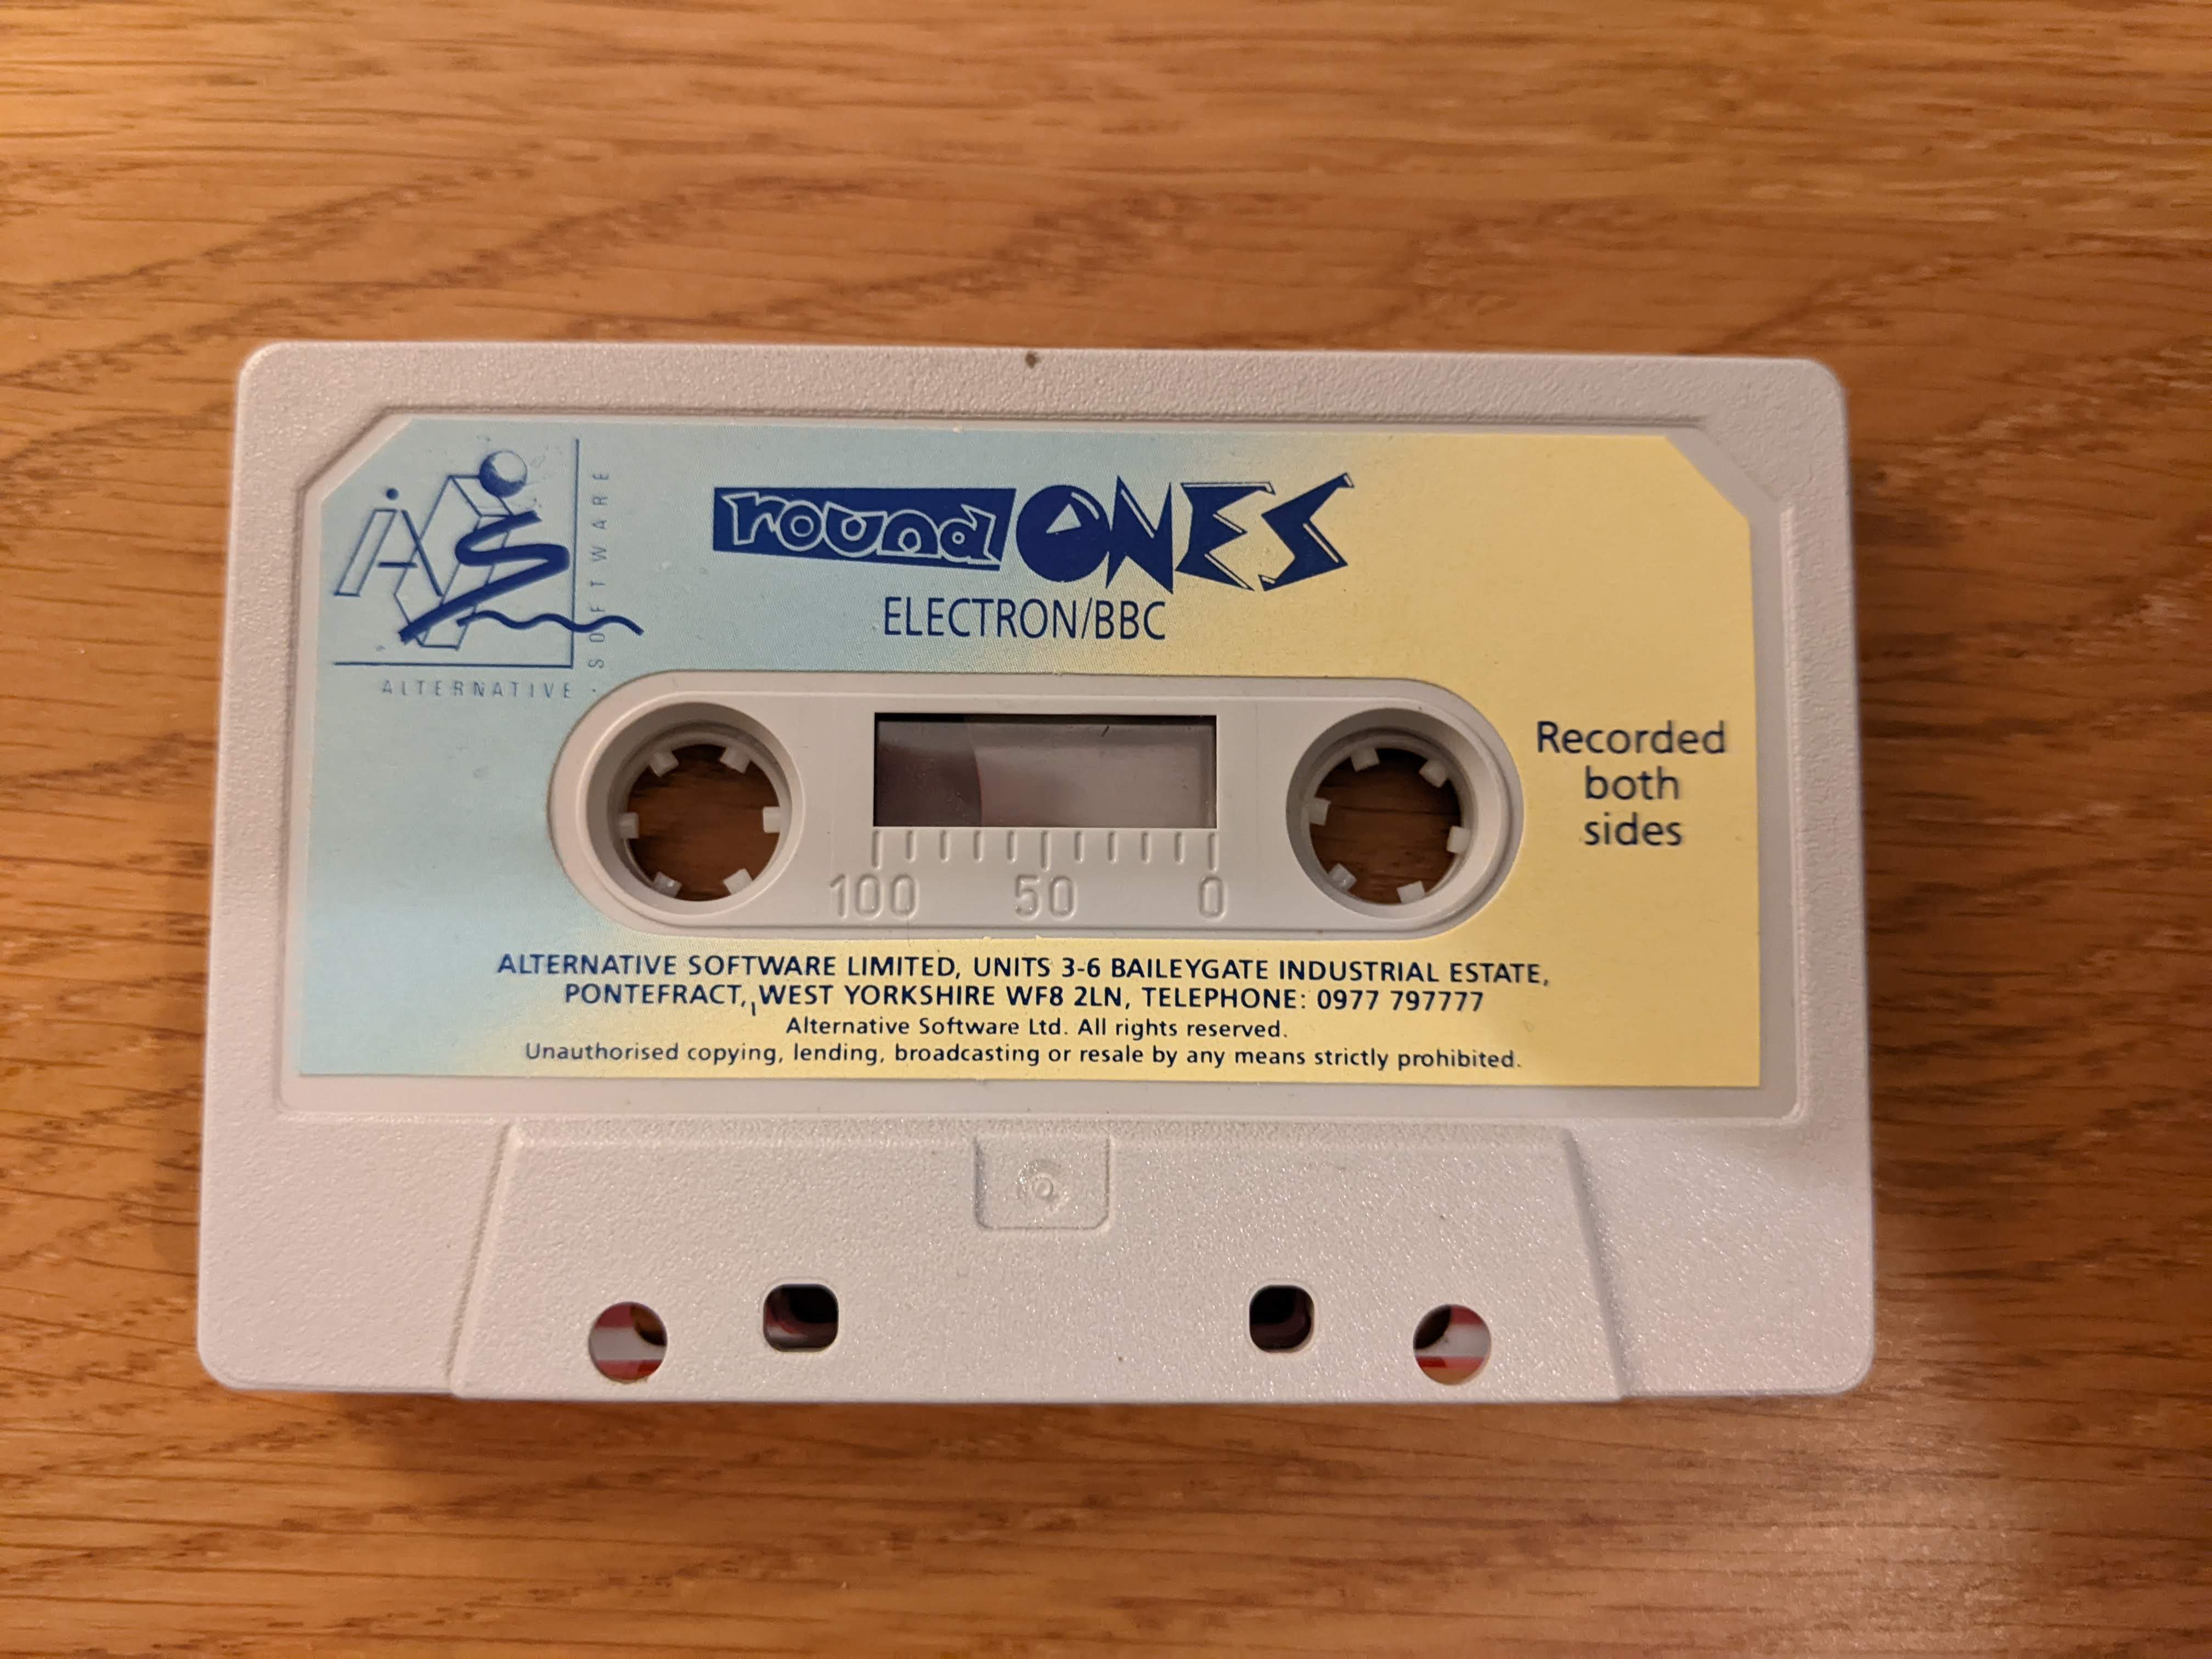 SOFTWARE
ALTERNATIVE
round ONES
ELECTRON/BBC
Recorded
both
sides
100 50 0
ALTERNATIVE SOFTWARE LIMITED, UNITS 3-6 BAILEYGATE INDUSTRIAL ESTATE,
PONTEFRACT, WEST YORKSHIRE WF8 2LN, TELEPHONE: 0977 797777
Alternative Software Ltd. All rights reserved.
Unauthorised copying, lending, broadcasting or resale by any means strictly prohibited.